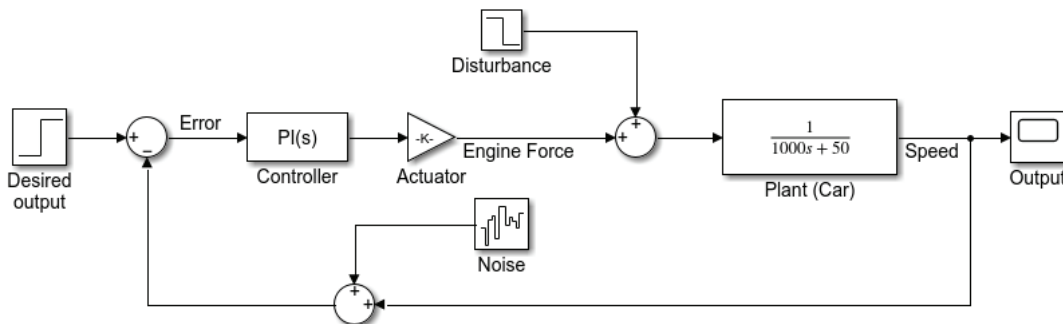 Disturbance
+
+
-
Error
PI(s)
Controller
-K-
Actuator
Engine Force
+
+
1
1000s + 50
Plant (Car)
Speed
Output
Desired
output
Noise
+
+